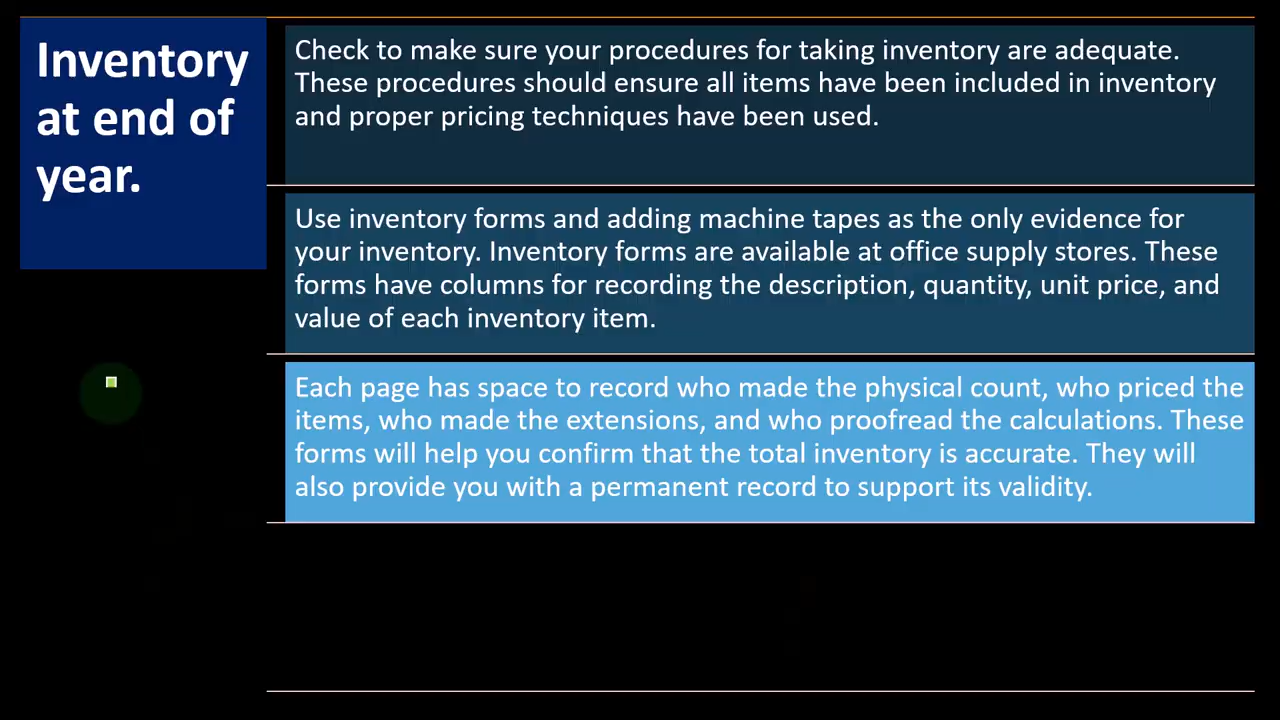 Inventory
at end of
year.
Check to make sure your procedures for taking inventory are adequate.
These procedures should ensure all items have been included in inventory
and proper pricing techniques have been used.
Use inventory forms and adding machine tapes as the only evidence for
your inventory. Inventory forms are available at office supply stores. These
forms have columns for recording the description, quantity, unit price, and
value of each inventory item.
Each page has space to record who made the physical count, who priced the
items, who made the extensions, and who proofread the calculations. These
forms will help you confirm that the total inventory is accurate. They will
also provide you with a permanent record to support its validity.